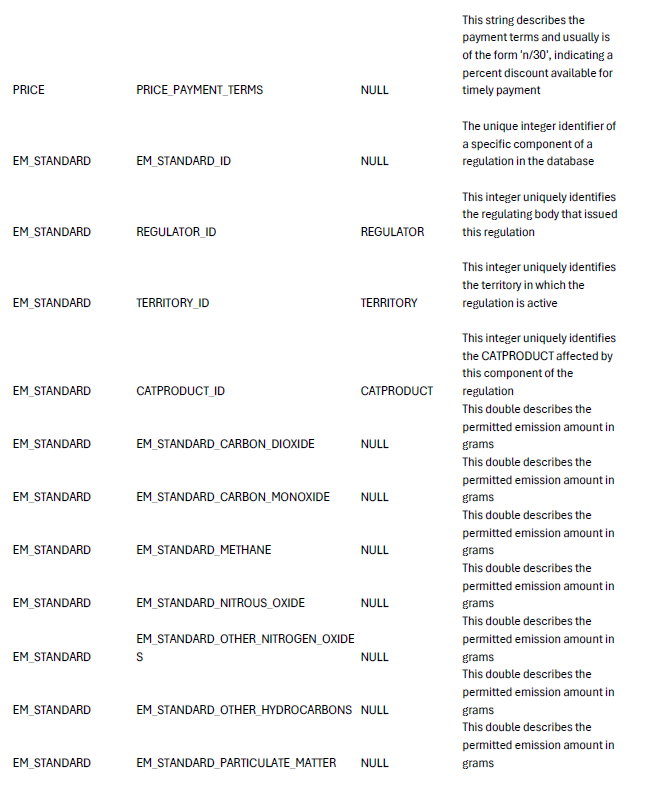 This string describes the
payment terms and usually is
of the form 'n/30', indicating a
percent discount available for
PRICE PRICE_PAYMENT_TERMS NULL timely payment
The unique integer identifier of
a specific component of a
EM_STANDARD EM_STANDARD_ID NULL regulation in the database
This integer uniquely identifies
the regulating body that issued
EM_STANDARD REGULATOR_ID REGULATOR this regulation
This integer uniquely identifies
the territory in which the
EM_STANDARD TERRITORY_ID TERRITORY regulation is active
This integer uniquely identifies
the CATPRODUCT affected by
this component of the
EM_STANDARD CATPRODUCT_ID CATPRODUCT regulation
This double describes the
permitted emission amount in
EM_STANDARD EM_STANDARD_CARBON_DIOXIDE NULL grams
This double describes the
permitted emission amount in
EM_STANDARD EM_STANDARD_CARBON_MONOXIDE NULL grams
This double describes the
permitted emission amount in
EM_STANDARD EM_STANDARD_METHANE NULL grams
This double describes the
permitted emission amount in
EM_STANDARD EM_STANDARD_NITROUS_OXIDE NULL grams
This double describes the
EM_STANDARD_OTHER_NITROGEN_OXIDE permitted emission amount in
EM_STANDARD S NULL grams
This double describes the
permitted emission amount in
EM_STANDARD EM_STANDARD_OTHER_HYDROCARBONS NULL grams
This double describes the
permitted emission amount in
EM_STANDARD EM_STANDARD_PARTICULATE_MATTER NULL grams